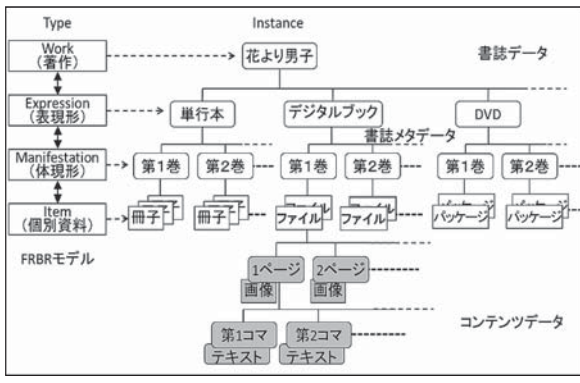 Type
Instance
Work
(著作)
花より男子
書誌データ
Expression
(表現形)
単行本
デジタルブック
DVD
書誌メタデータ
Manifestation
(体現形)
第1巻
第2巻
第1巻
第2巻
第1巻
第2巻
Item
(個別資料)
冊子
冊子
ファイル
ファイル
パッケージ
パッケージ
FRBRモデル
1ページ
2ページ
画像
画像
コンテンツデータ
第1コマ
第2コマ
テキスト
テキスト